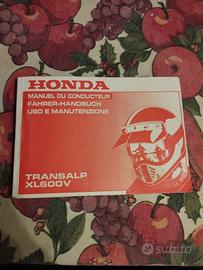 HONDA
MANUEL DU CONDUCTEUR
FAHRER-HANDBUCH
USO E MANUTENZIONE
TRANSALP
XL600V
subito